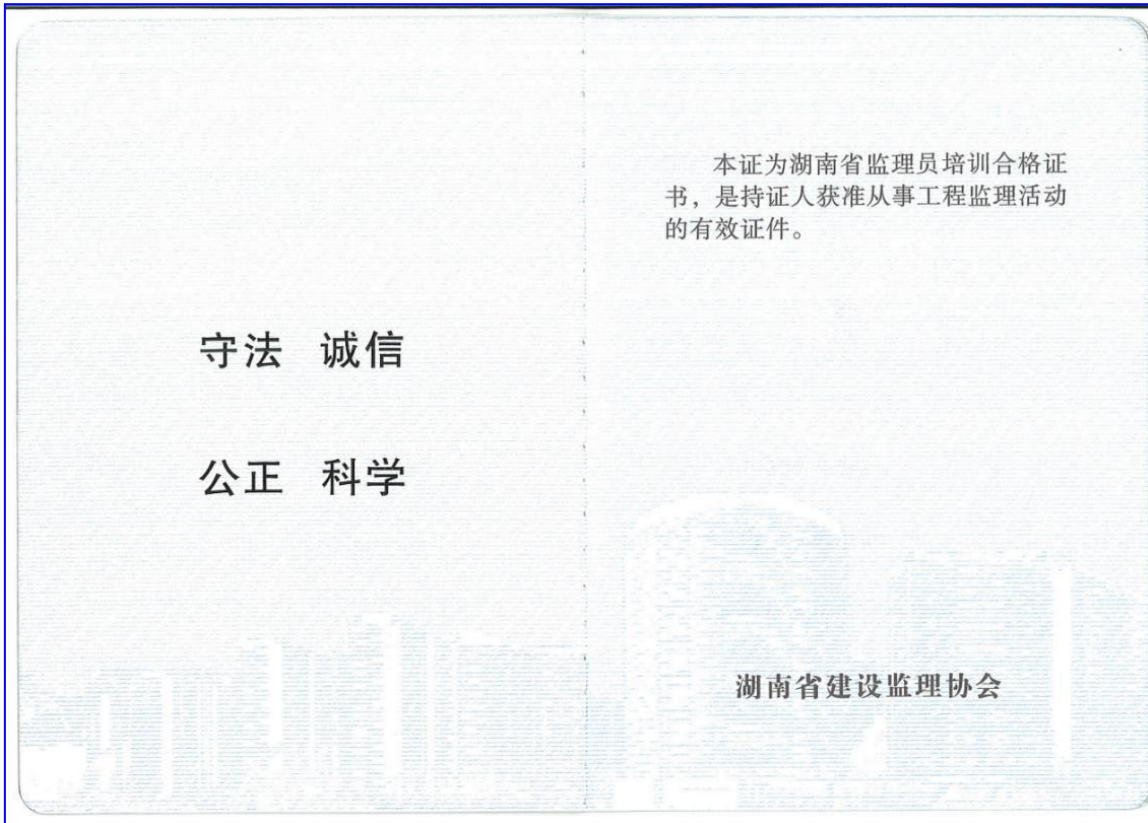 守法 诚信
公正 科学
本证为湖南省监理员培训合格证
书，是持证人获准从事工程监理活动
的有效证件。
湖南省建设监理协会